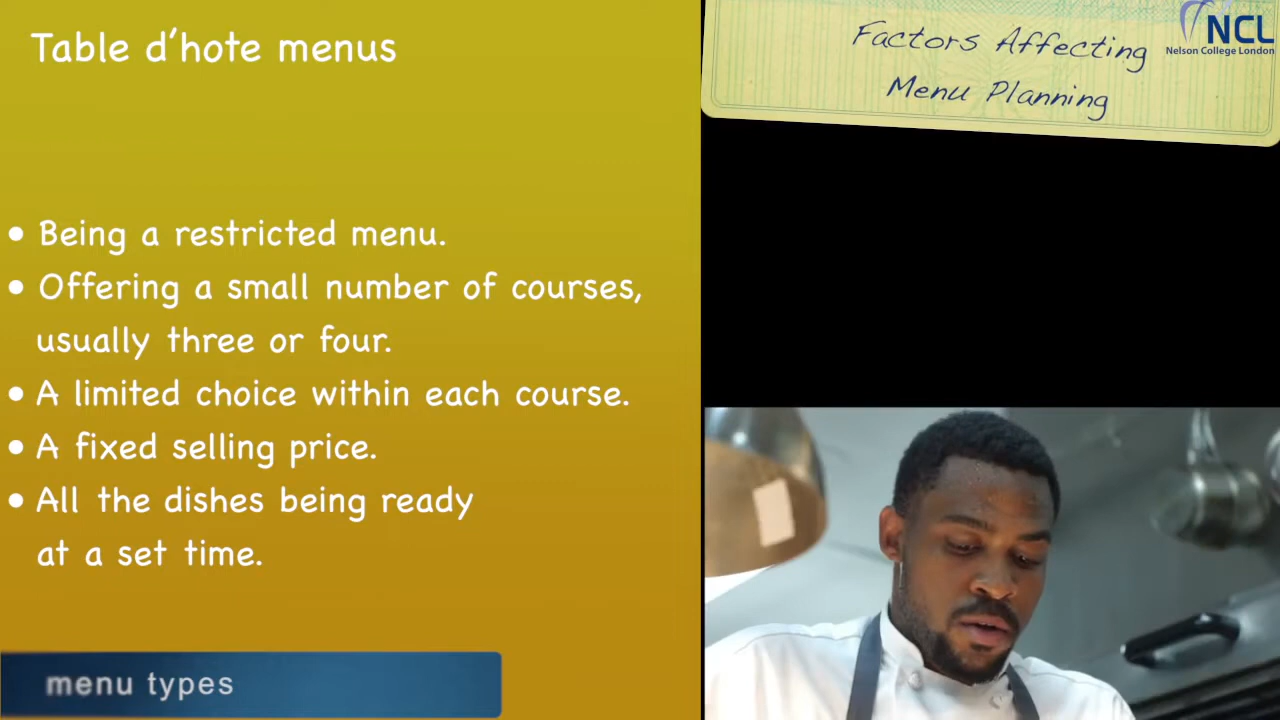 Table d'hote menus
• Being a restricted menu.
• Offering a small number of courses,
usually three or four.
• A limited choice within each course.
• A fixed selling price.
• All the dishes being ready
at a set time.
menu types
Factors Affecting
Menu Planning
NCL
Nelson College London